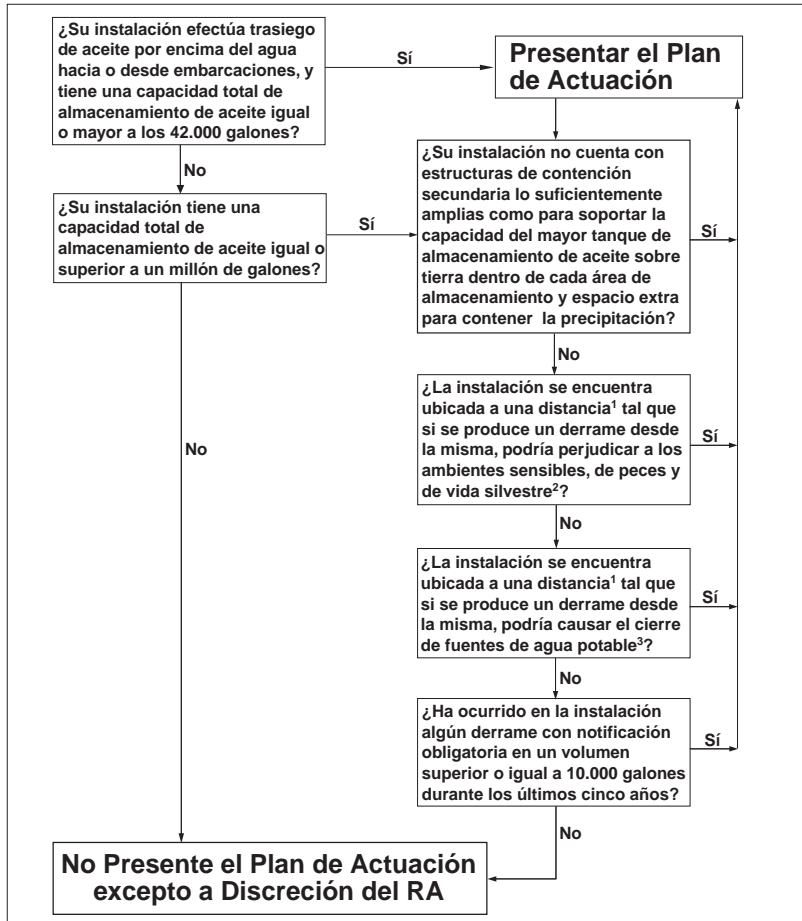 ¿Su instalación efectúa trasiego
de aceite por encima del agua
hacia o desde embarcaciones, y
tiene una capacidad total de
almacenamiento de aceite igual
o mayor a los 42.000 galones?
Sí
Presentar el Plan
de Actuación
No
¿Su instalación tiene una
capacidad total de
almacenamiento de aceite igual o
superior a un millón de galones?
Sí
¿Su instalación no cuenta con
estructuras de contención
secundaria lo suficientemente
amplias como para soportar la
capacidad del mayor tanque de
almacenamiento de aceite sobre
tierra dentro de cada área de
almacenamiento y espacio extra
para contener la precipitación?
Sí
No
¿La instalación se encuentra
ubicada a una distancia¹ tal que
si se produce un derrame desde
la misma, podría perjudicar a los
ambientes sensibles, de peces y
de vida silvestre²?
Sí
No
No
¿La instalación se encuentra
ubicada a una distancia¹ tal que
si se produce un derrame desde
la misma, podría causar el cierre
de fuentes de agua potable³?
Sí
No
¿Ha ocurrido en la instalación
algún derrame con notificación
obligatoria en un volumen
superior o igual a 10.000 galones
durante los últimos cinco años?
Sí
No
No Presente el Plan de Actuación
excepto a Discreción del RA